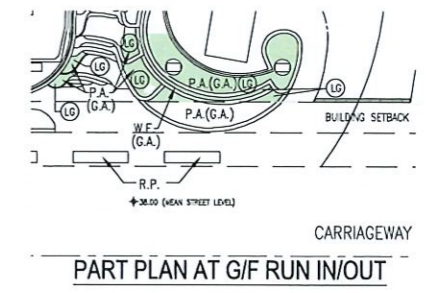 LG
LG
LG
P.A.(G.A.) LG
LG
P.A.
(G.A.)
LG
P.A.(G.A.)
BUILDING SETBACK
W.F.
(G.A.)
R.P.
38.00 (MEAN STREET LEVEL)
CARRIAGEWAY
PART PLAN AT G/F RUN IN/OUT